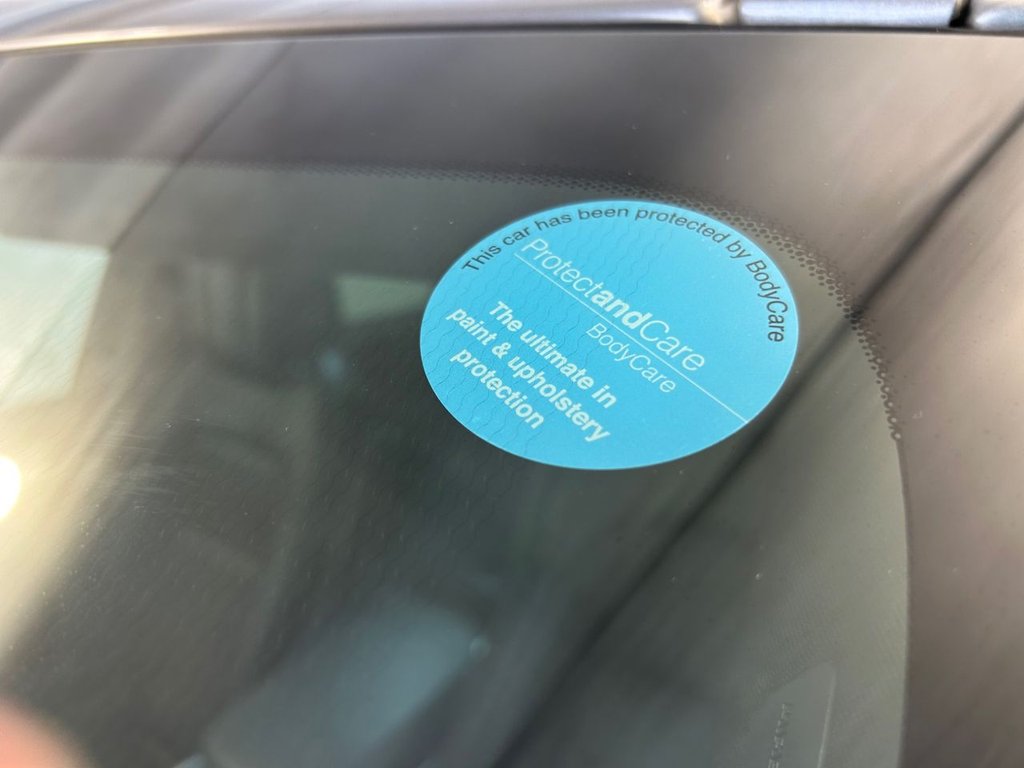 This car has been protected by BodyCare
ProtectandCare
BodyCare
The ultimate in
paint & upholstery
protection